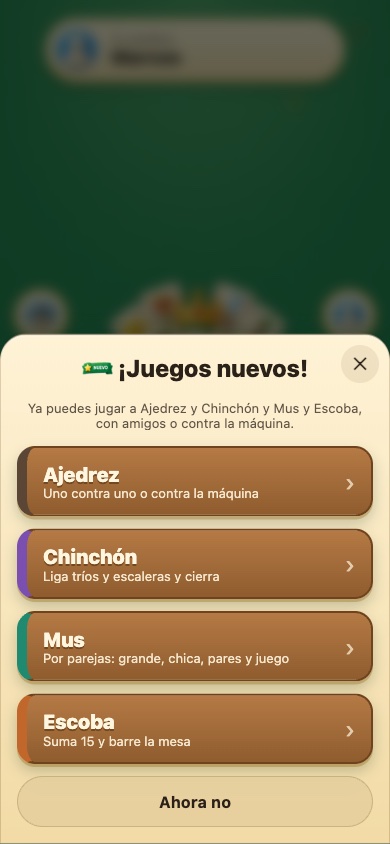 NUEVO
¡Juegos nuevos!
Ya puedes jugar a Ajedrez y Chinchón y Mus y Escoba,
con amigos o contra la máquina.
Ajedrez
Uno contra uno o contra la máquina
Chinchón
Liga tríos y escaleras y cierra
Mus
Por parejas: grande, chica, pares y juego
Escoba
Suma 15 y barre la mesa
Ahora no